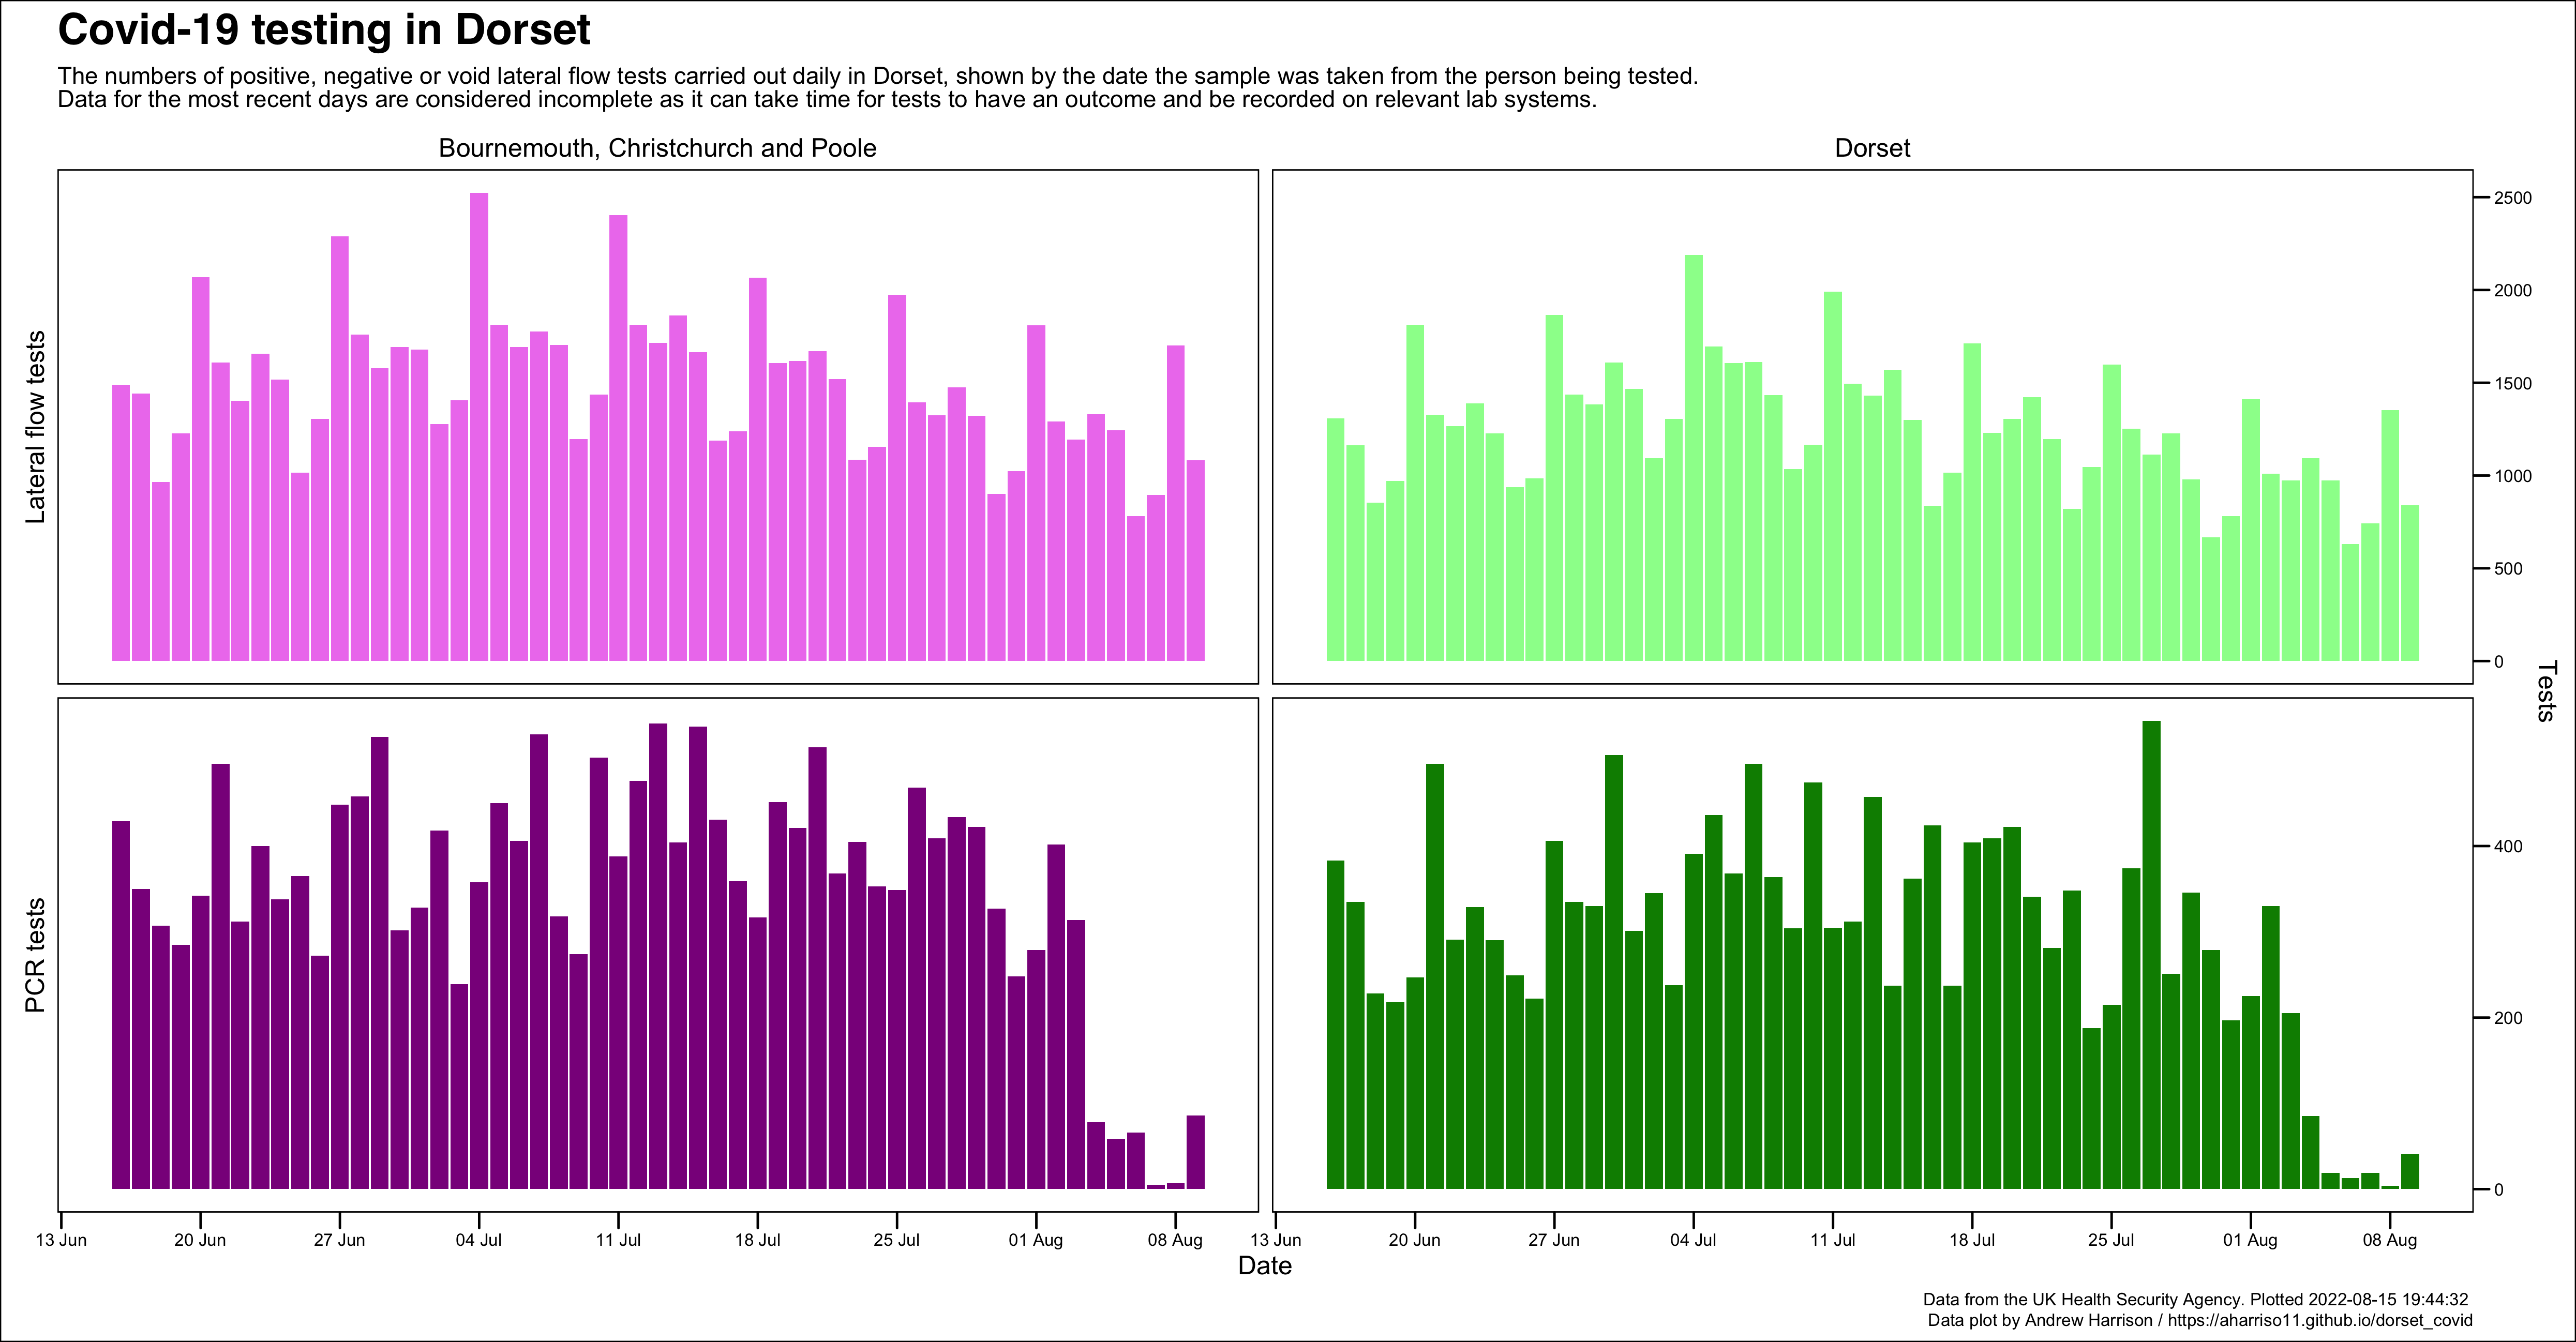 Covid-19 testing in Dorset
The numbers of positive, negative or void lateral flow tests carried out daily in Dorset, shown by the date the sample was taken from the person being tested.
Data for the most recent days are considered incomplete as it can take time for tests to have an outcome and be recorded on relevant lab systems.
Bournemouth, Christchurch and Poole
Dorset
Lateral flow tests
2500
2000
1500
1000
500
0
Tests
PCR tests
400
200
0
13 Jun
20 Jun
27 Jun
04 Jul
11 Jul
18 Jul
25 Jul
01 Aug
08 Aug
13 Jun
20 Jun
27 Jun
04 Jul
11 Jul
18 Jul
25 Jul
01 Aug
08 Aug
Date
Data from the UK Health Security Agency. Plotted 2022-08-15 19:44:32
Data plot by Andrew Harrison / https://aharriso11.github.io/dorset_covid